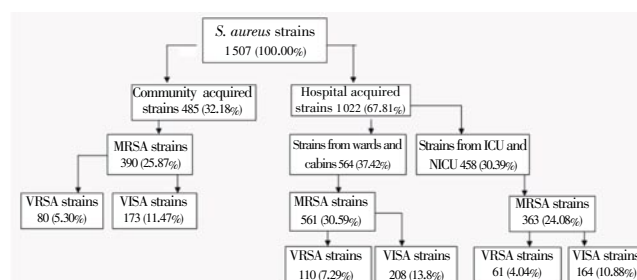 S. aureus strains
1 507 (100.00%)
Community acquired
strains 485 (32.18%)
Hospital acquired
strains 1 022 (67.81%)
MRSA strains
390 (25.87%)
Strains from wards and
cabins 564 (37.42%)
Strains from ICU and
NICU 458 (30.39%)
VRSA strains
80 (5.30%)
VISA strains
173 (11.47%)
MRSA strains
561 (30.59%)
MRSA strains
363 (24.08%)
VRSA strains
110 (7.29%)
VISA strains
208 (13.8%)
VRSA strains
61 (4.04%)
VISA strains
164 (10.88%)